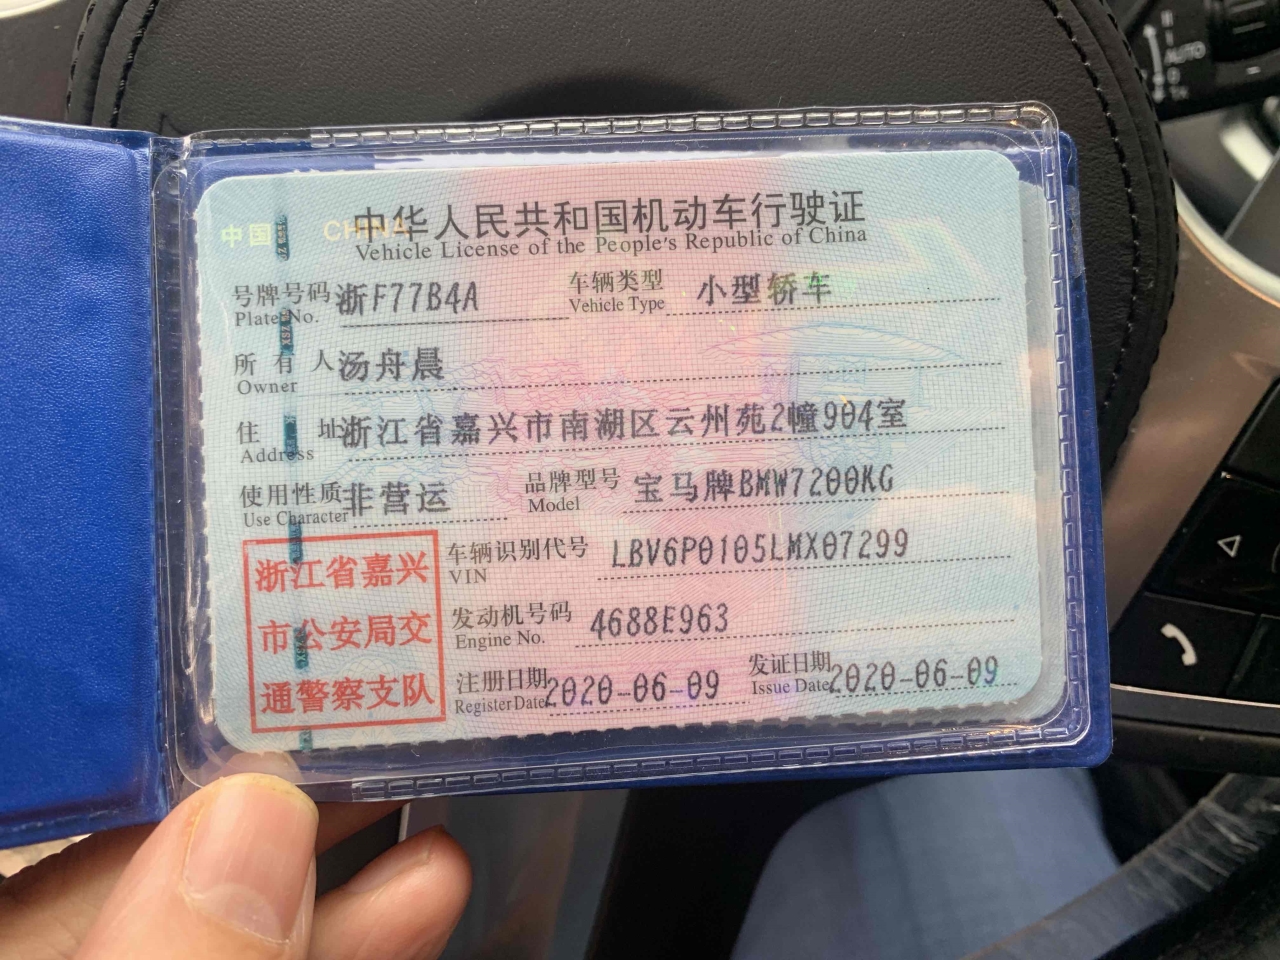 中国 CHINA
中华人民共和国机动车行驶证
Vehicle License of the People's Republic of China
号牌号码 浙F77B4A 车辆类型 小型轿车
Plate No. Vehicle Type
所有人 汤舟晨
Owner
住址 浙江省嘉兴市南湖区云州苑2幢904室
Address
使用性质 非营运 品牌型号 宝马牌BMW7200KG
Use Character Model
浙江省嘉兴
市公安局交
通警察支队
车辆识别代号 LBV6P0105LMX07299
VIN
发动机号码 4688E963
Engine No.
注册日期 2020-06-09 发证日期 2020-06-09
Register Date Issue Date
AUTO